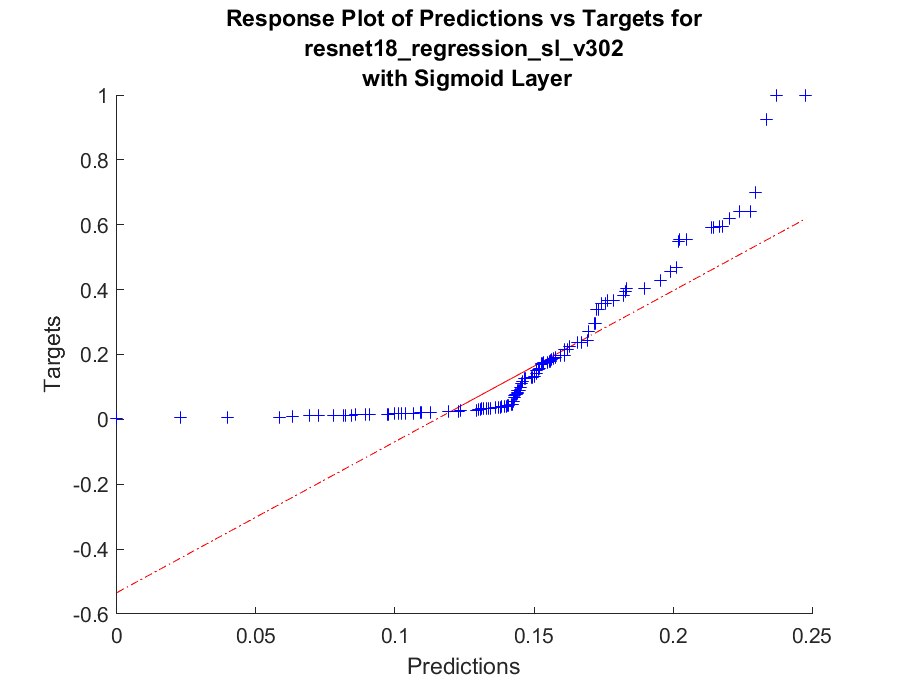 Response Plot of Predictions vs Targets for
resnet18_regression_sl_v302
with Sigmoid Layer
1
0.8
0.6
0.4
0.2
0
-0.2
-0.4
-0.6
Targets
0 0.05 0.1 0.15 0.2 0.25
Predictions